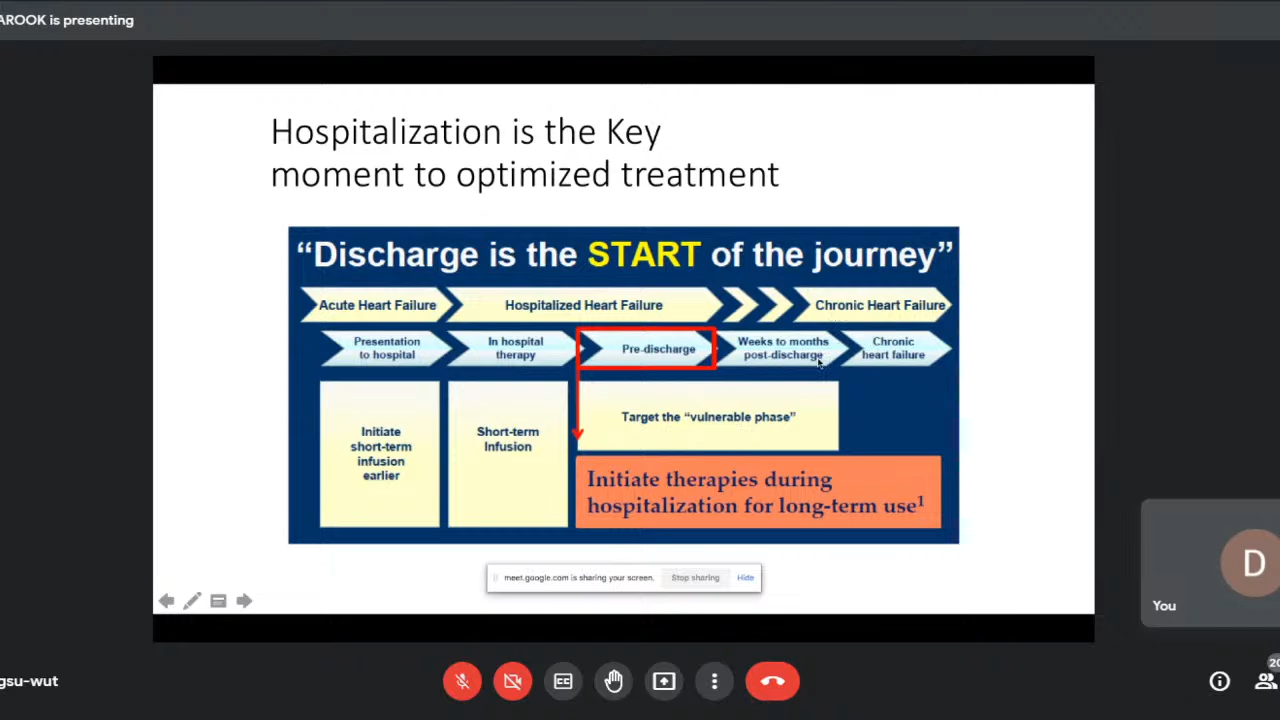 AROOK is presenting
Hospitalization is the Key
moment to optimized treatment
“Discharge is the START of the journey”
Acute Heart Failure
Hospitalized Heart Failure
Chronic Heart Failure
Presentation
to hospital
In hospital
therapy
Pre-discharge
Weeks to months
post-discharge
Chronic
heart failure
Initiate
short-term
infusion
earlier
Short-term
Infusion
Target the “vulnerable phase”
Initiate therapies during
hospitalization for long-term use¹
meet.google.com is sharing your screen.
Stop sharing
Hide
D
You
gsu-wut
CC
20